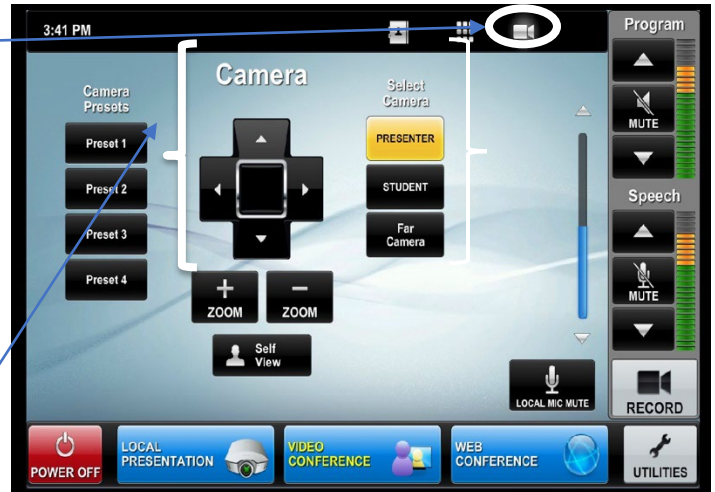 3:41 PM
Program
Camera
Camera
Presets
Select
Camera
Preset 1
Preset 2
Preset 3
Preset 4
PRESENTER
STUDENT
Far
Camera
MUTE
Speech
MUTE
ZOOM
ZOOM
Self
View
LOCAL MIC MUTE
RECORD
POWER OFF
LOCAL
PRESENTATION
VIDEO
CONFERENCE
WEB
CONFERENCE
UTILITIES